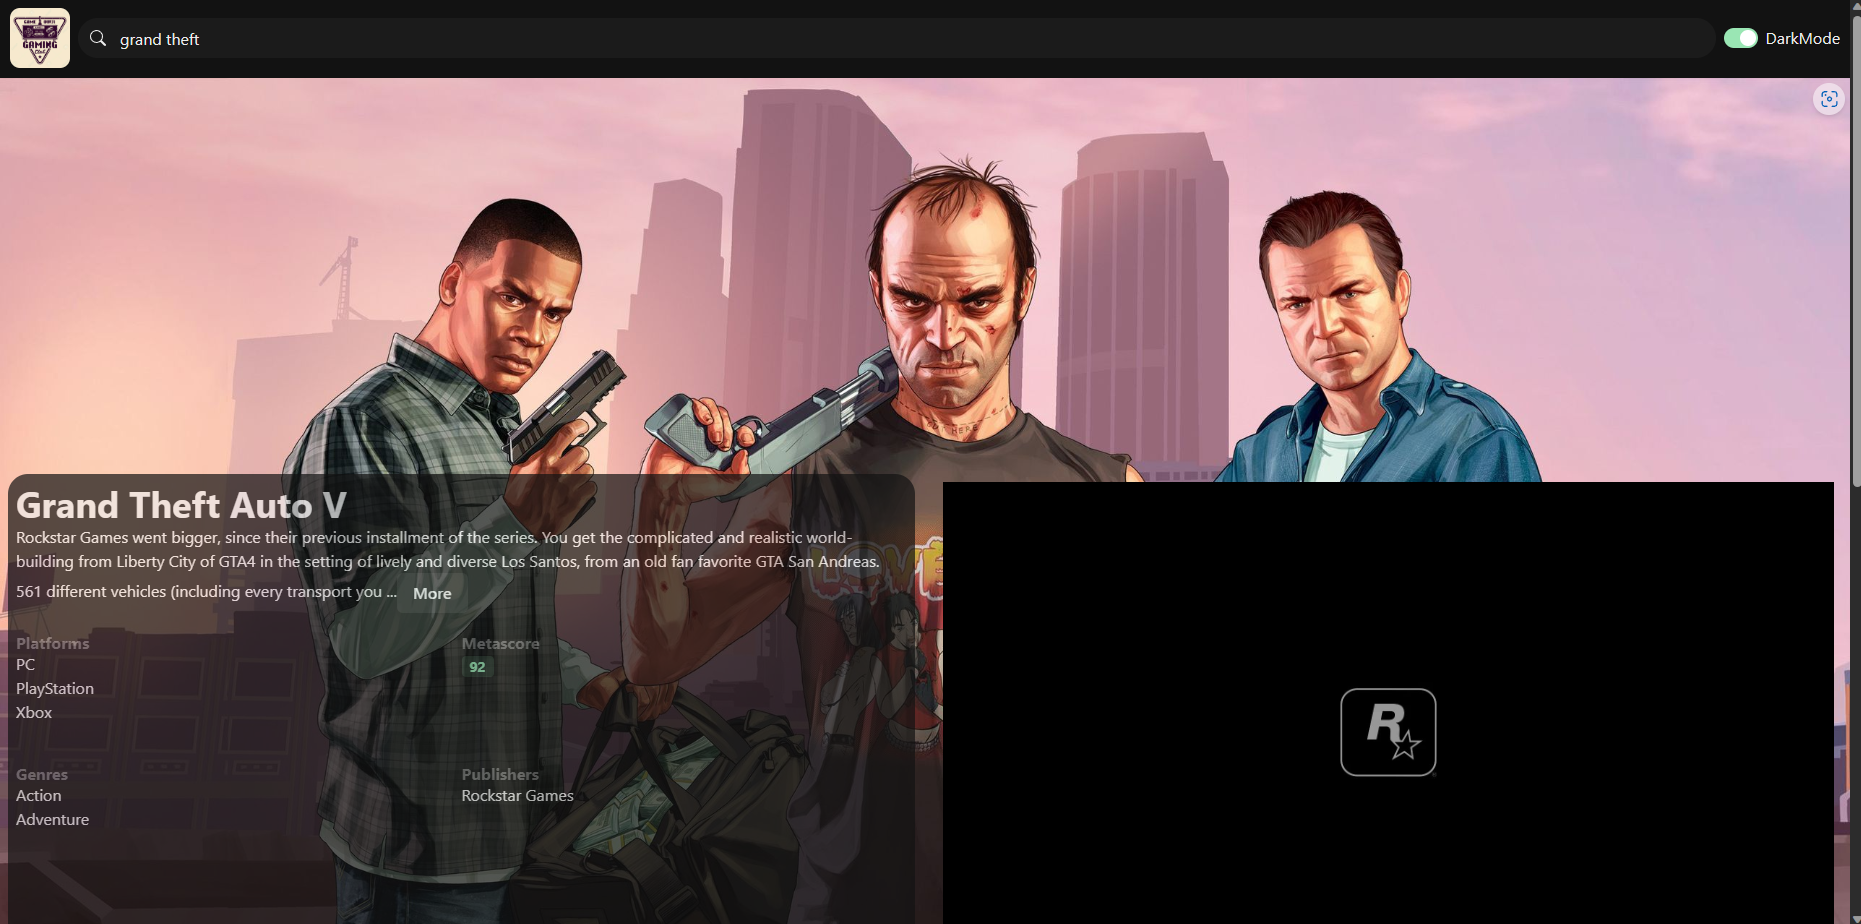 GAMING
grand theft
DarkMode
CUT HERE
Grand Theft Auto V
Rockstar Games went bigger, since their previous installment of the series. You get the complicated and realistic world-
building from Liberty City of GTA4 in the setting of lively and diverse Los Santos, from an old fan favorite GTA San Andreas.
561 different vehicles (including every transport you ... More
LOVE
Platforms
Metascore
PC
92
PlayStation
Xbox
R
Genres
Publishers
Action
Rockstar Games
Adventure